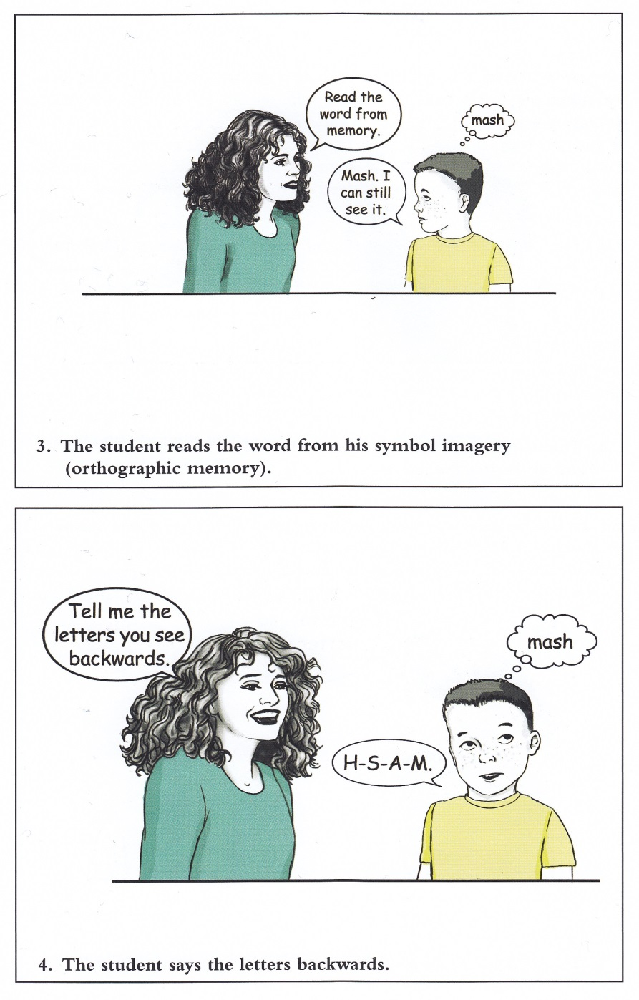 Read the
word from
memory.
mash
Mash. I
can still
see it.
3. The student reads the word from his symbol imagery
(orthographic memory).
Tell me the
letters you see
backwards.
mash
H-S-A-M.
4. The student says the letters backwards.